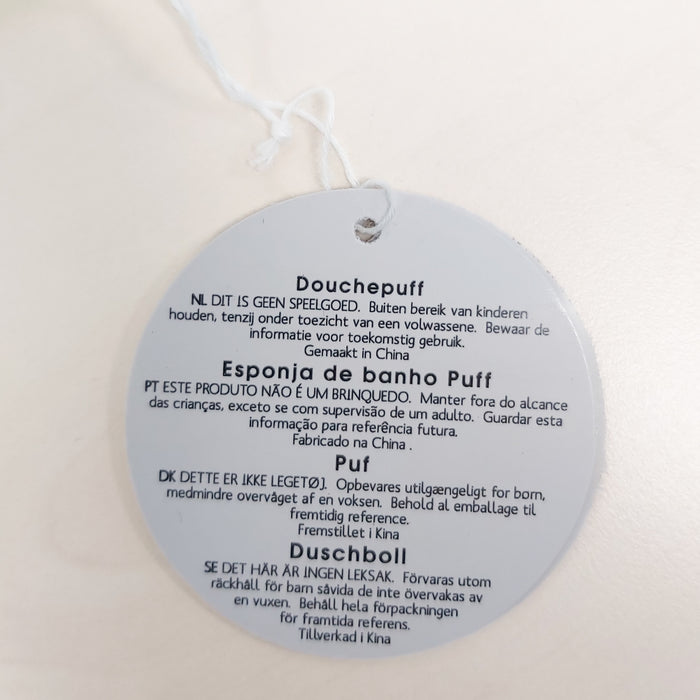 Douchepuff
NL DIT IS GEEN SPEELGOED. Buiten bereik van kinderen
houden, tenzij onder toezicht van een volwassene. Bewaar de
informatie voor toekomstig gebruik.
Gemaakt in China
Esponja de banho Puff
PT ESTE PRODUTO NÃO É UM BRINQUEDO. Manter fora do alcance
das crianças, exceto se com supervisão de um adulto. Guardar esta
informação para referência futura.
Fabricado na China .
Puf
DK DETTE ER IKKE LEGETØJ. Opbevares utilgængeligt for børn,
medmindre overvåget af en voksen. Behold al emballage til
fremtidig reference.
Fremstillet i Kina
Duschboll
SE DET HÄR ÄR INGEN LEKSAK. Förvaras utom
räckhåll för barn såvida de inte övervakas av
en vuxen. Behåll hela förpackningen
för framtida referens.
Tillverkad i Kina